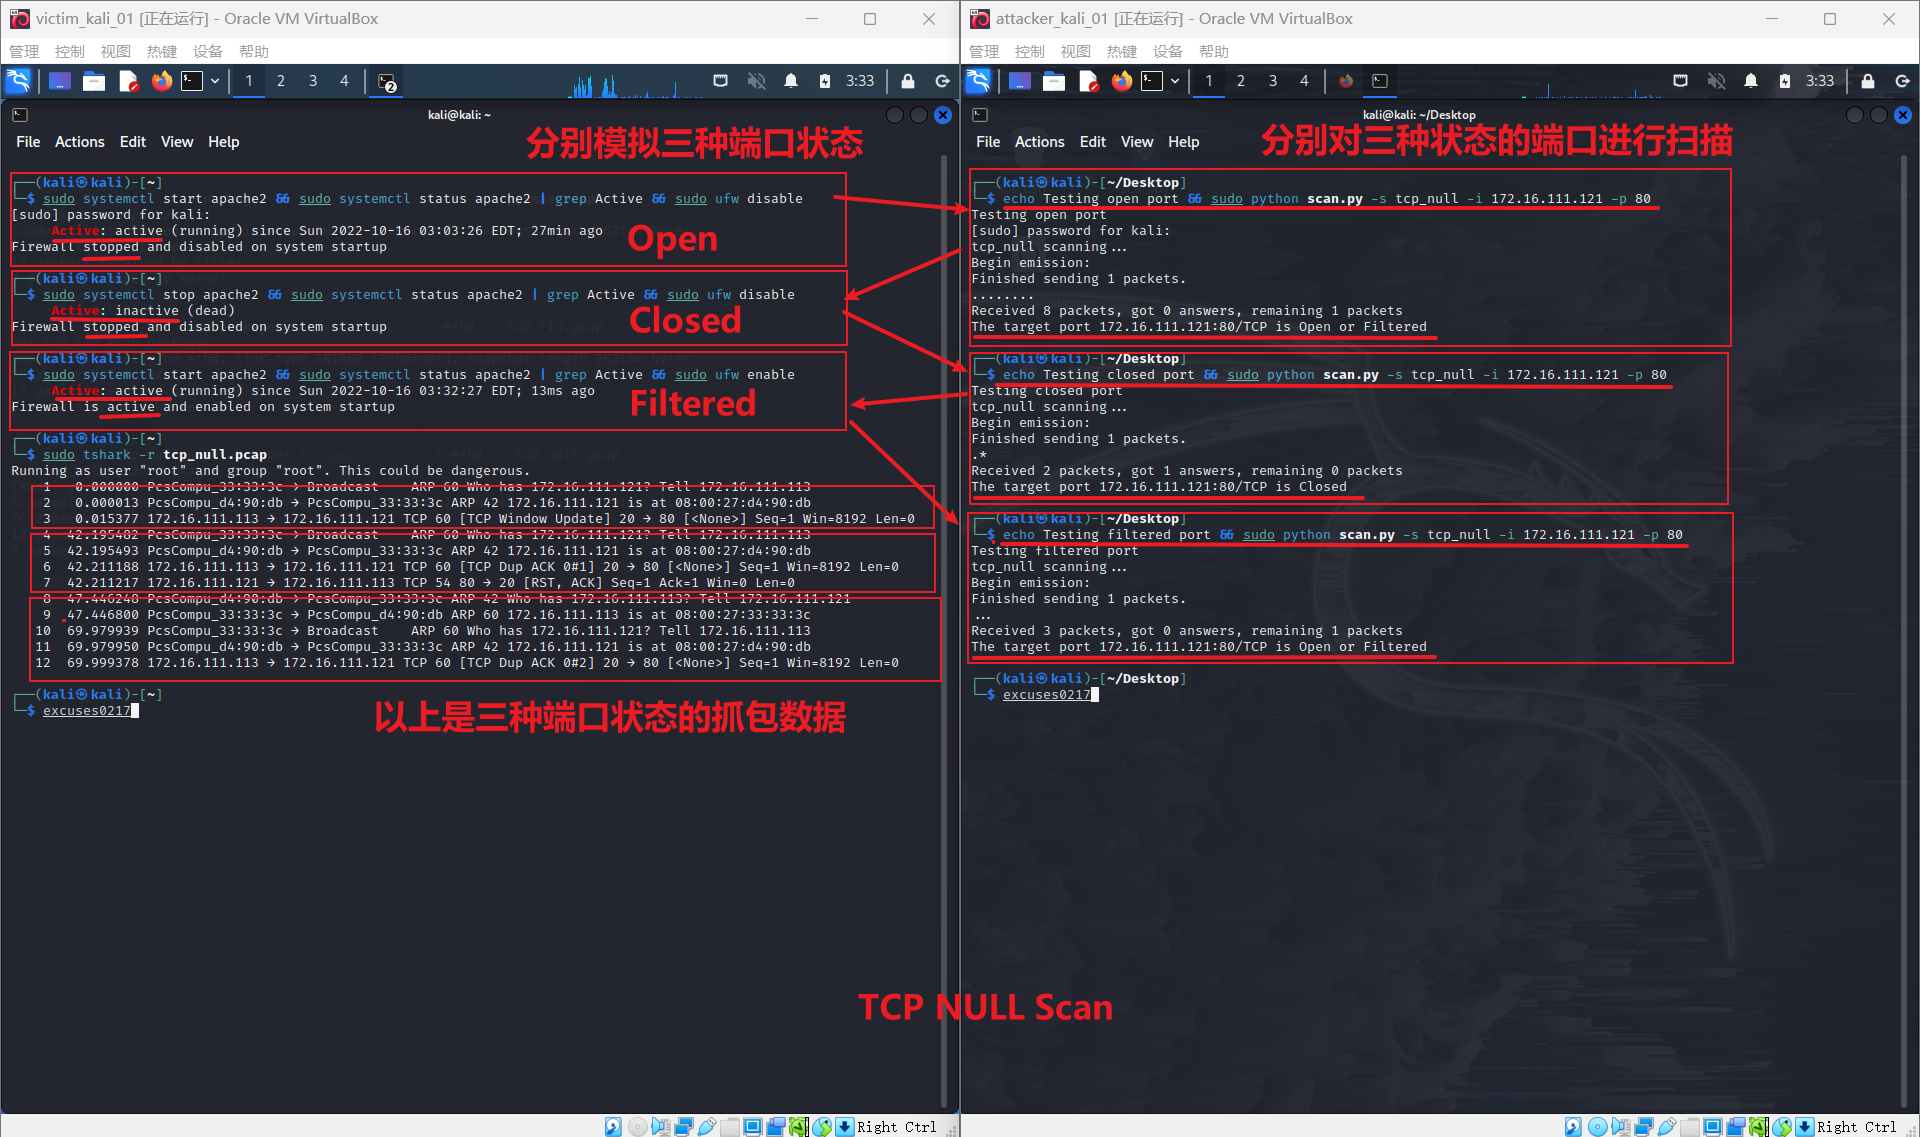 victim_kali_01 [正在运行] - Oracle VM VirtualBox
管理 控制 视图 热键 设备 帮助
1 2 3 4 2 3:33
kali@kali: ~
File Actions Edit View Help
分别模拟三种端口状态
┌──(kali㉿kali)-[~]
└─$ sudo systemctl start apache2 && sudo systemctl status apache2 | grep Active && sudo ufw disable
[sudo] password for kali:
Active: active (running) since Sun 2022-10-16 03:03:26 EDT; 27min ago
Firewall stopped and disabled on system startup
Open
┌──(kali㉿kali)-[~]
└─$ sudo systemctl stop apache2 && sudo systemctl status apache2 | grep Active && sudo ufw disable
Active: inactive (dead)
Firewall stopped and disabled on system startup
Closed
┌──(kali㉿kali)-[~]
└─$ sudo systemctl start apache2 && sudo systemctl status apache2 | grep Active && sudo ufw enable
Active: active (running) since Sun 2022-10-16 03:32:27 EDT; 13ms ago
Firewall is active and enabled on system startup
Filtered
┌──(kali㉿kali)-[~]
└─$ sudo tshark -r tcp_null.pcap
Running as user "root" and group "root". This could be dangerous.
1 0.000000 PcsCompu_33:33:3c → Broadcast ARP 60 Who has 172.16.111.121? Tell 172.16.111.113
2 0.000013 PcsCompu_d4:90:db → PcsCompu_33:33:3c ARP 42 172.16.111.121 is at 08:00:27:d4:90:db
3 0.015377 172.16.111.113 → 172.16.111.121 TCP 60 [TCP Window Update] 20 → 80 [<None>] Seq=1 Win=8192 Len=0
4 42.195482 PcsCompu_33:33:3c → Broadcast ARP 60 Who has 172.16.111.121? Tell 172.16.111.113
5 42.195493 PcsCompu_d4:90:db → PcsCompu_33:33:3c ARP 42 172.16.111.121 is at 08:00:27:d4:90:db
6 42.211188 172.16.111.113 → 172.16.111.121 TCP 60 [TCP Dup ACK 0#1] 20 → 80 [<None>] Seq=1 Win=8192 Len=0
7 42.211217 172.16.111.121 → 172.16.111.113 TCP 54 80 → 20 [RST, ACK] Seq=1 Ack=1 Win=0 Len=0
8 47.446248 PcsCompu_d4:90:db → PcsCompu_33:33:3c ARP 42 Who has 172.16.111.113? Tell 172.16.111.121
9 47.446800 PcsCompu_33:33:3c → PcsCompu_d4:90:db ARP 60 172.16.111.113 is at 08:00:27:33:33:3c
10 69.979939 PcsCompu_33:33:3c → Broadcast ARP 60 Who has 172.16.111.121? Tell 172.16.111.113
11 69.979950 PcsCompu_d4:90:db → PcsCompu_33:33:3c ARP 42 172.16.111.121 is at 08:00:27:d4:90:db
12 69.999378 172.16.111.113 → 172.16.111.121 TCP 60 [TCP Dup ACK 0#2] 20 → 80 [<None>] Seq=1 Win=8192 Len=0
┌──(kali㉿kali)-[~]
└─$ excuses0217
以上是三种端口状态的抓包数据
Right Ctrl
attacker_kali_01 [正在运行] - Oracle VM VirtualBox
管理 控制 视图 热键 设备 帮助
1 2 3 4 3:33
kali@kali: ~/Desktop
File Actions Edit View Help
分别对三种状态的端口进行扫描
┌──(kali㉿kali)-[~/Desktop]
└─$ echo Testing open port && sudo python scan.py -s tcp_null -i 172.16.111.121 -p 80
Testing open port
[sudo] password for kali:
tcp_null scanning...
Begin emission:
Finished sending 1 packets.
........
Received 8 packets, got 0 answers, remaining 1 packets
The target port 172.16.111.121:80/TCP is Open or Filtered
┌──(kali㉿kali)-[~/Desktop]
└─$ echo Testing closed port && sudo python scan.py -s tcp_null -i 172.16.111.121 -p 80
Testing closed port
tcp_null scanning...
Begin emission:
Finished sending 1 packets.
.*
Received 2 packets, got 1 answers, remaining 0 packets
The target port 172.16.111.121:80/TCP is Closed
┌──(kali㉿kali)-[~/Desktop]
└─$ echo Testing filtered port && sudo python scan.py -s tcp_null -i 172.16.111.121 -p 80
Testing filtered port
tcp_null scanning...
Begin emission:
Finished sending 1 packets.
...
Received 3 packets, got 0 answers, remaining 1 packets
The target port 172.16.111.121:80/TCP is Open or Filtered
┌──(kali㉿kali)-[~/Desktop]
└─$ excuses0217
TCP NULL Scan
Right Ctrl